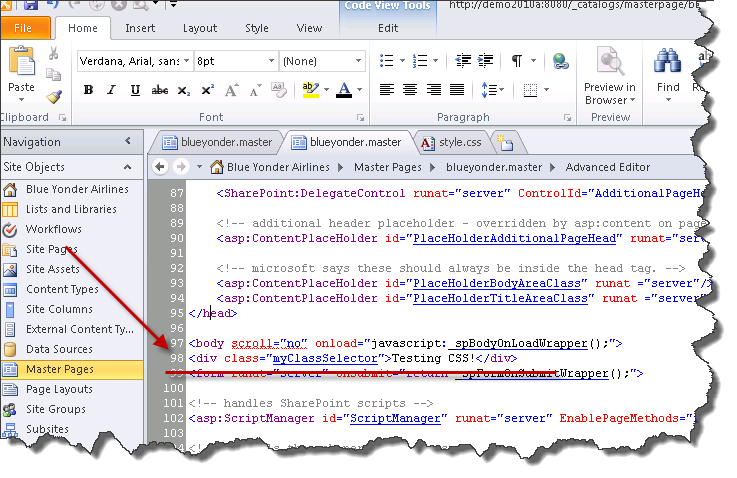 Code View Tools
http://demo2010a:8080/_catalogs/masterpage/
File Home Insert Layout Style View Edit
Paste
Verdana, Arial, sans 8pt (None)
B I U abc X₂ X² A A A
Preview in Browser
Find
Clipboard Font Paragraph Preview
Navigation
blueyonder.master blueyonder.master style.css
Site Objects
Blue Yonder Airlines Master Pages blueyonder.master Advanced Editor
Blue Yonder Airlines
Lists and Libraries
Workflows
Site Pages
Site Assets
Content Types
Site Columns
External Content Ty...
Data Sources
Master Pages
Page Layouts
Site Groups
Subsites
87 <SharePoint:DelegateControl runat="server" ControlId="AdditionalPageHe
88
89 <!-- additional header placeholder - overridden by asp:content on page
90 <asp:ContentPlaceHolder id="PlaceHolderAdditionalPageHead" runat="ser
91
92 <!-- microsoft says these should always be inside the head tag. -->
93 <asp:ContentPlaceHolder id="PlaceHolderBodyAreaClass" runat ="server"/
94 <asp:ContentPlaceHolder id="PlaceHolderTitleAreaClass" runat ="server"
95 </head>
96
97 <body scroll="no" onload="javascript:_spBodyOnLoadWrapper();">
98 <div class="myClassSelector">Testing CSS!</div>
99 <form runat="server" onsubmit="return _spFormOnSubmitWrapper();">
100
101 <!-- handles SharePoint scripts -->
102 <asp:ScriptManager id="ScriptManager" runat="server" EnablePageMethods="
103